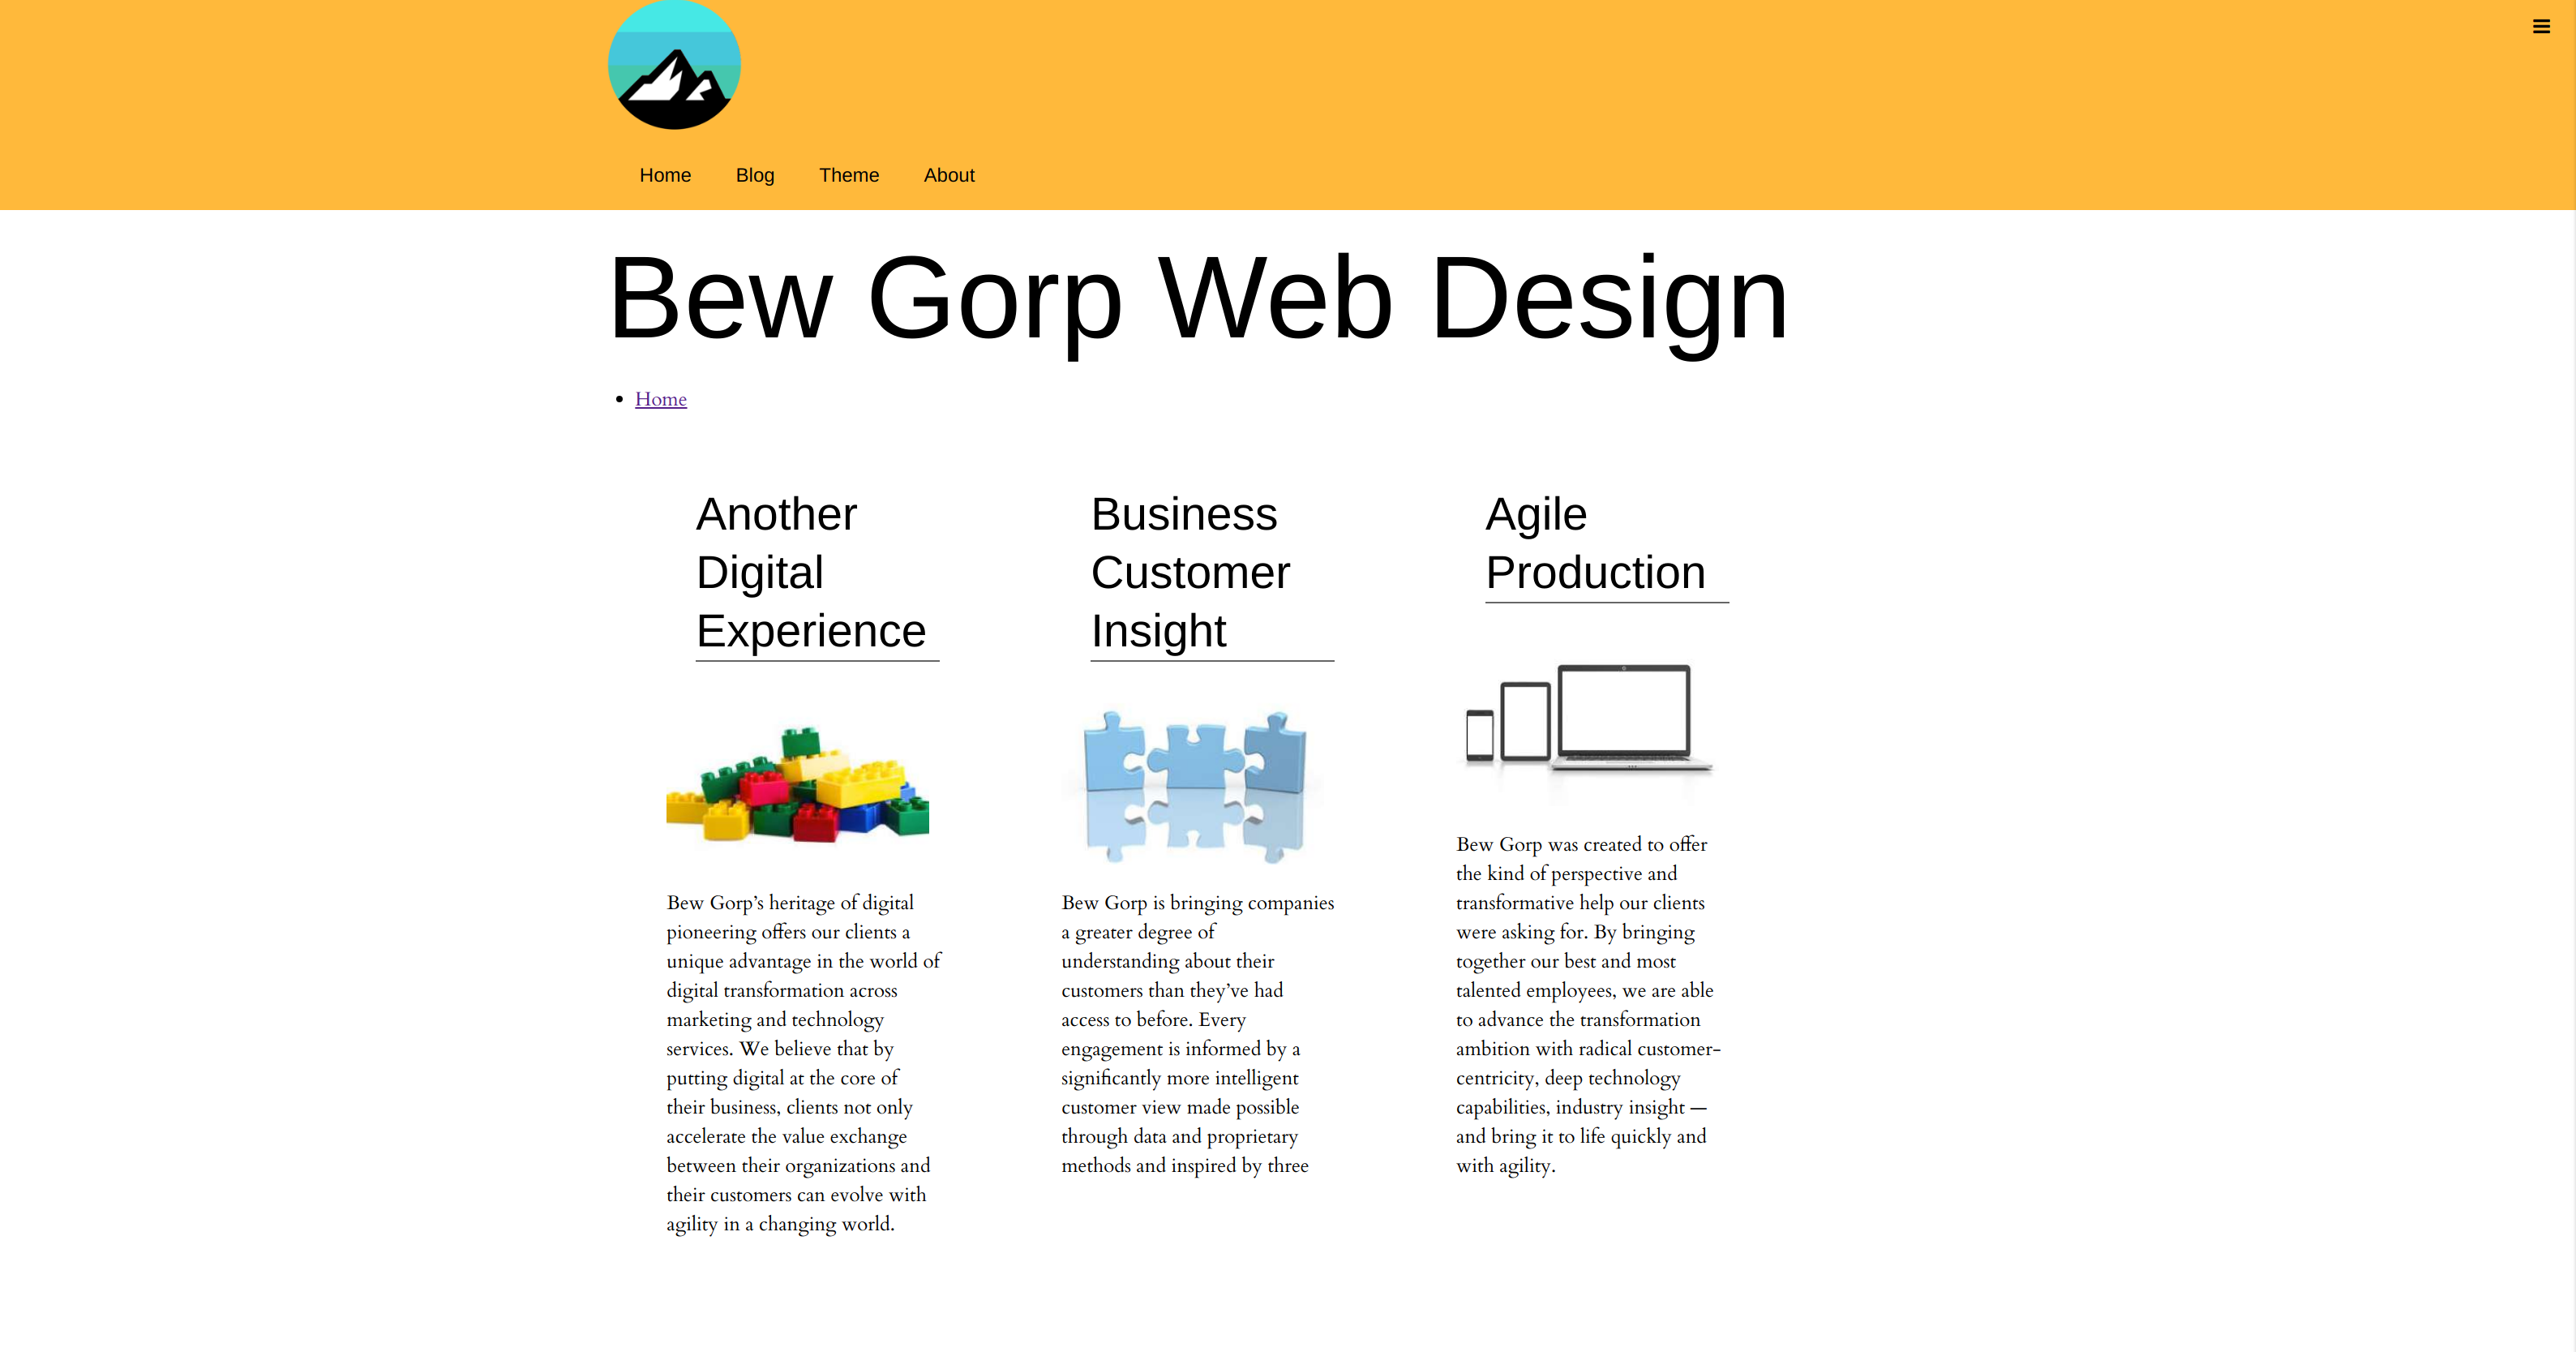 Home Blog Theme About
Bew Gorp Web Design
Home
Another
Digital
Experience
Bew Gorp’s heritage of digital
pioneering offers our clients a
unique advantage in the world of
digital transformation across
marketing and technology
services. We believe that by
putting digital at the core of
their business, clients not only
accelerate the value exchange
between their organizations and
their customers can evolve with
agility in a changing world.
Business
Customer
Insight
Bew Gorp is bringing companies
a greater degree of
understanding about their
customers than they’ve had
access to before. Every
engagement is informed by a
significantly more intelligent
customer view made possible
through data and proprietary
methods and inspired by three
Agile
Production
Bew Gorp was created to offer
the kind of perspective and
transformative help our clients
were asking for. By bringing
together our best and most
talented employees, we are able
to advance the transformation
ambition with radical customer-
centricity, deep technology
capabilities, industry insight —
and bring it to life quickly and
with agility.